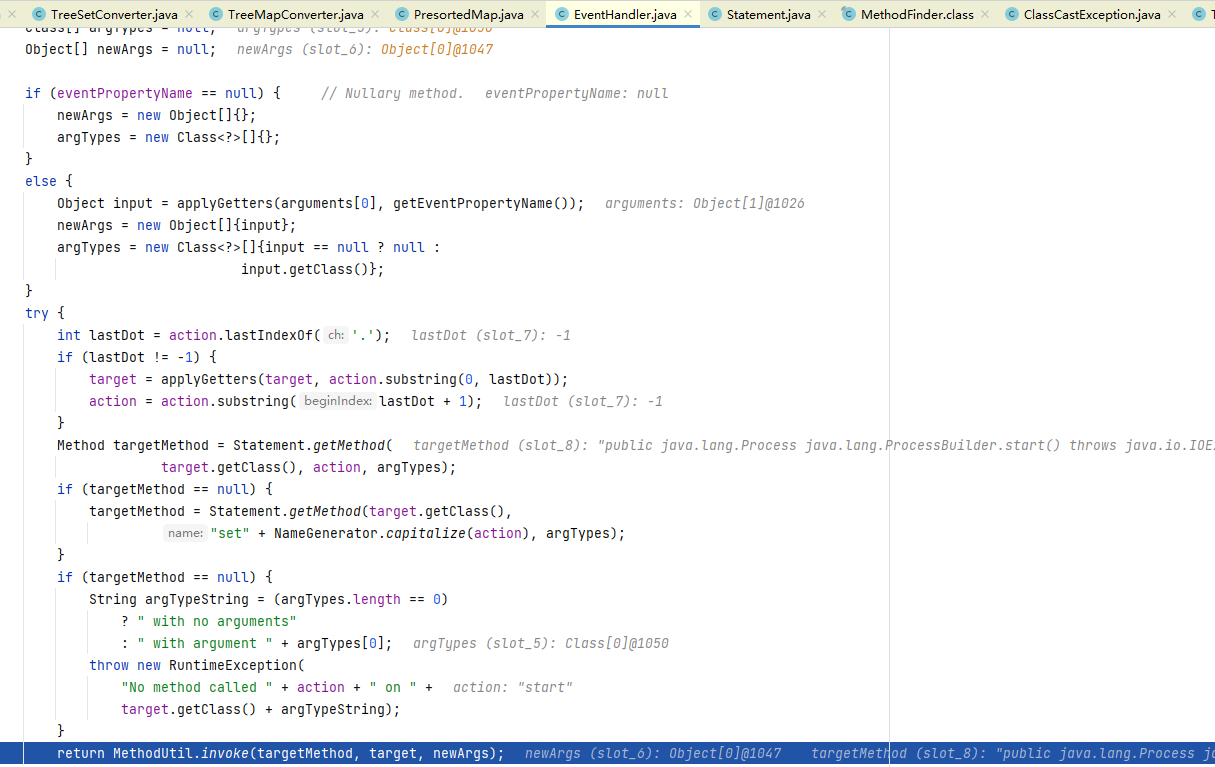 TreeSetConverter.java × TreeMapConverter.java × PresortedMap.java × EventHandler.java × Statement.java × MethodFinder.class × ClassCastException.java ×
Class[] argTypes = null; argTypes (slot_5): Class[0]@1050
Object[] newArgs = null; newArgs (slot_6): Object[0]@1047
if (eventPropertyName == null) { // Nullary method. eventPropertyName: null
newArgs = new Object[]{};
argTypes = new Class<?>[]{};
}
else {
Object input = applyGetters(arguments[0], getEventPropertyName()); arguments: Object[1]@1026
newArgs = new Object[]{input};
argTypes = new Class<?>[]{input == null ? null :
input.getClass()};
}
try {
int lastDot = action.lastIndexOf( ch: '.'); lastDot (slot_7): -1
if (lastDot != -1) {
target = applyGetters(target, action.substring(0, lastDot));
action = action.substring( beginIndex: lastDot + 1); lastDot (slot_7): -1
}
Method targetMethod = Statement.getMethod( targetMethod (slot_8): "public java.lang.Process java.lang.ProcessBuilder.start() throws java.io.IOE
target.getClass(), action, argTypes);
if (targetMethod == null) {
targetMethod = Statement.getMethod(target.getClass(),
name: "set" + NameGenerator.capitalize(action), argTypes);
}
if (targetMethod == null) {
String argTypeString = (argTypes.length == 0)
? " with no arguments"
: " with argument " + argTypes[0]; argTypes (slot_5): Class[0]@1050
throw new RuntimeException(
"No method called " + action + " on " + action: "start"
target.getClass() + argTypeString);
}
return MethodUtil.invoke(targetMethod, target, newArgs); newArgs (slot_6): Object[0]@1047 targetMethod (slot_8): "public java.lang.Process j